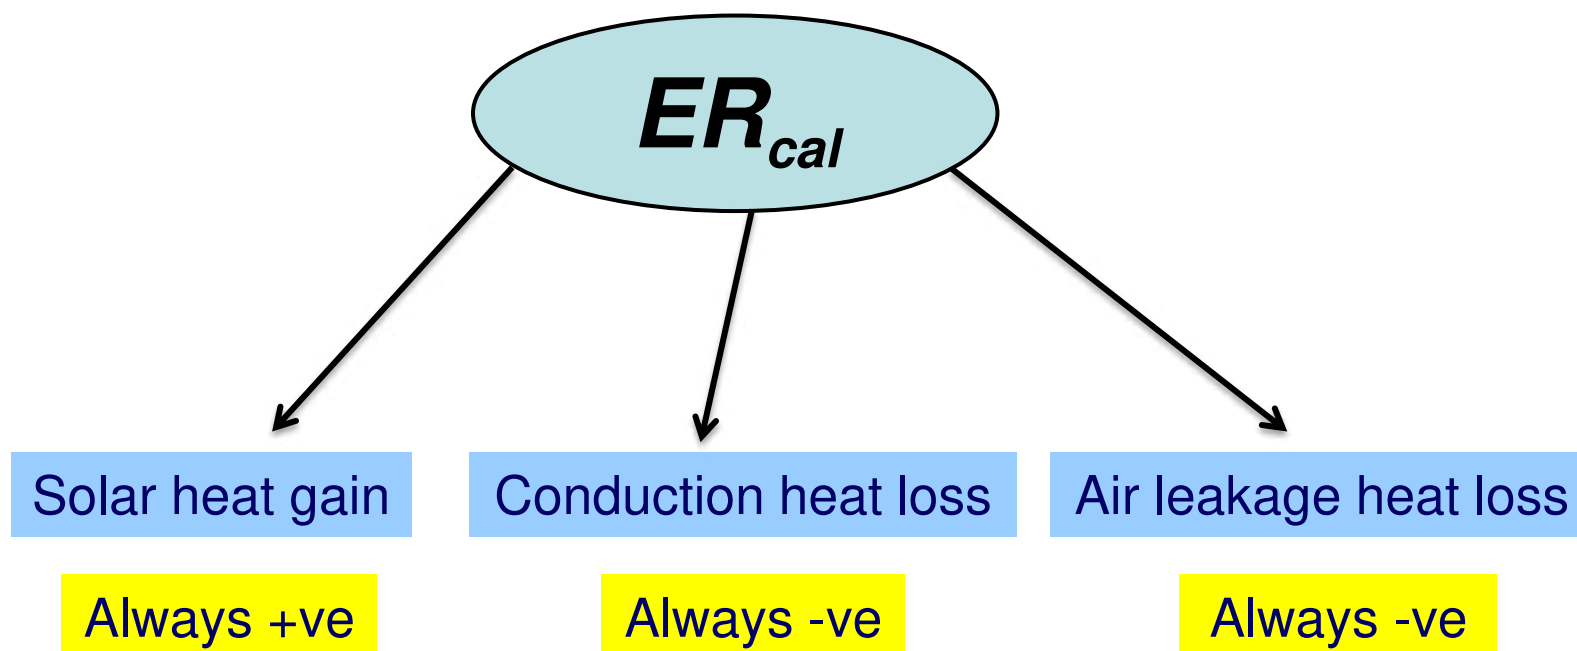 ERcal
Solar heat gain
Conduction heat loss
Air leakage heat loss
Always +ve
Always -ve
Always -ve